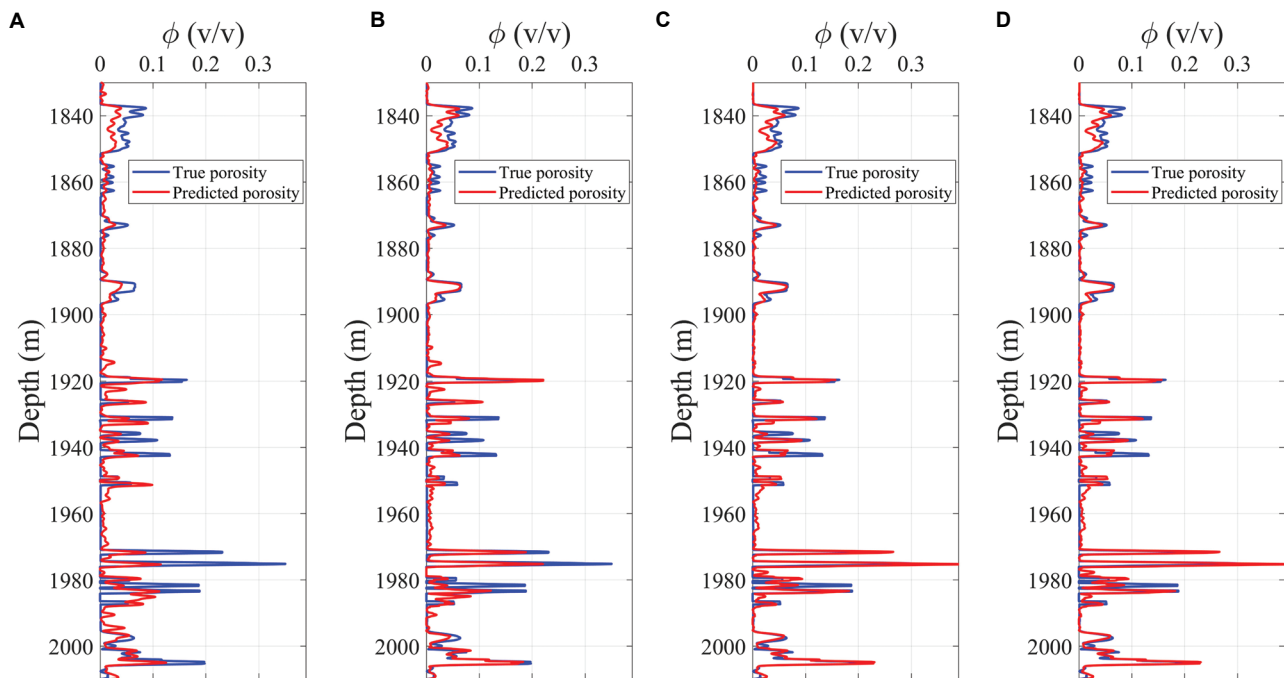 A
B
C
D
ϕ (v/v)
ϕ (v/v)
ϕ (v/v)
ϕ (v/v)
0 0.1 0.2 0.3
0 0.1 0.2 0.3
0 0.1 0.2 0.3
0 0.1 0.2 0.3
Depth (m)
1840
1860
1880
1900
1920
1940
1960
1980
2000
True porosity
Predicted porosity
Depth (m)
1840
1860
1880
1900
1920
1940
1960
1980
2000
True porosity
Predicted porosity
Depth (m)
1840
1860
1880
1900
1920
1940
1960
1980
2000
True porosity
Predicted porosity
Depth (m)
1840
1860
1880
1900
1920
1940
1960
1980
2000
True porosity
Predicted porosity